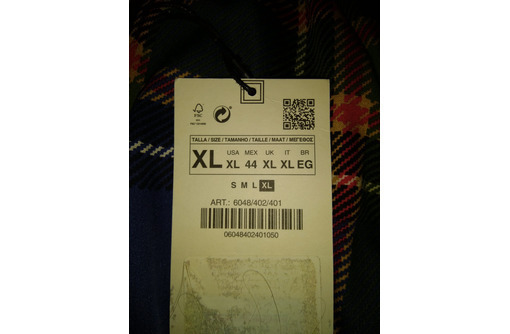 FSC
TALLA / SIZE / TAMANHO / TAILLE / MAAT / ΜΕΓΕΘΟΣ
XL
USA MEX UK IT BR
XL 44 XL XL EG
S M L XL
ART.: 6048/402/401
06048402401050